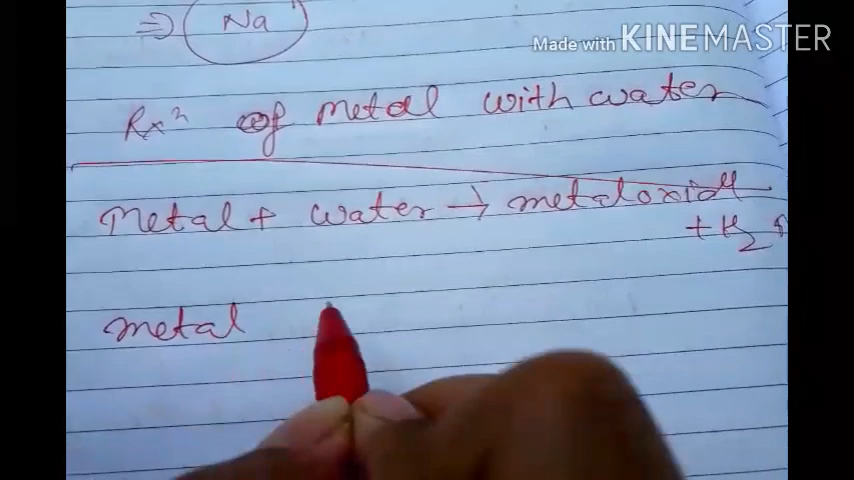 ⇒ Na
Made with KINEMASTER
Rxⁿ of metal with water
Metal + water → metal oxide
+ H₂ ↑
metal